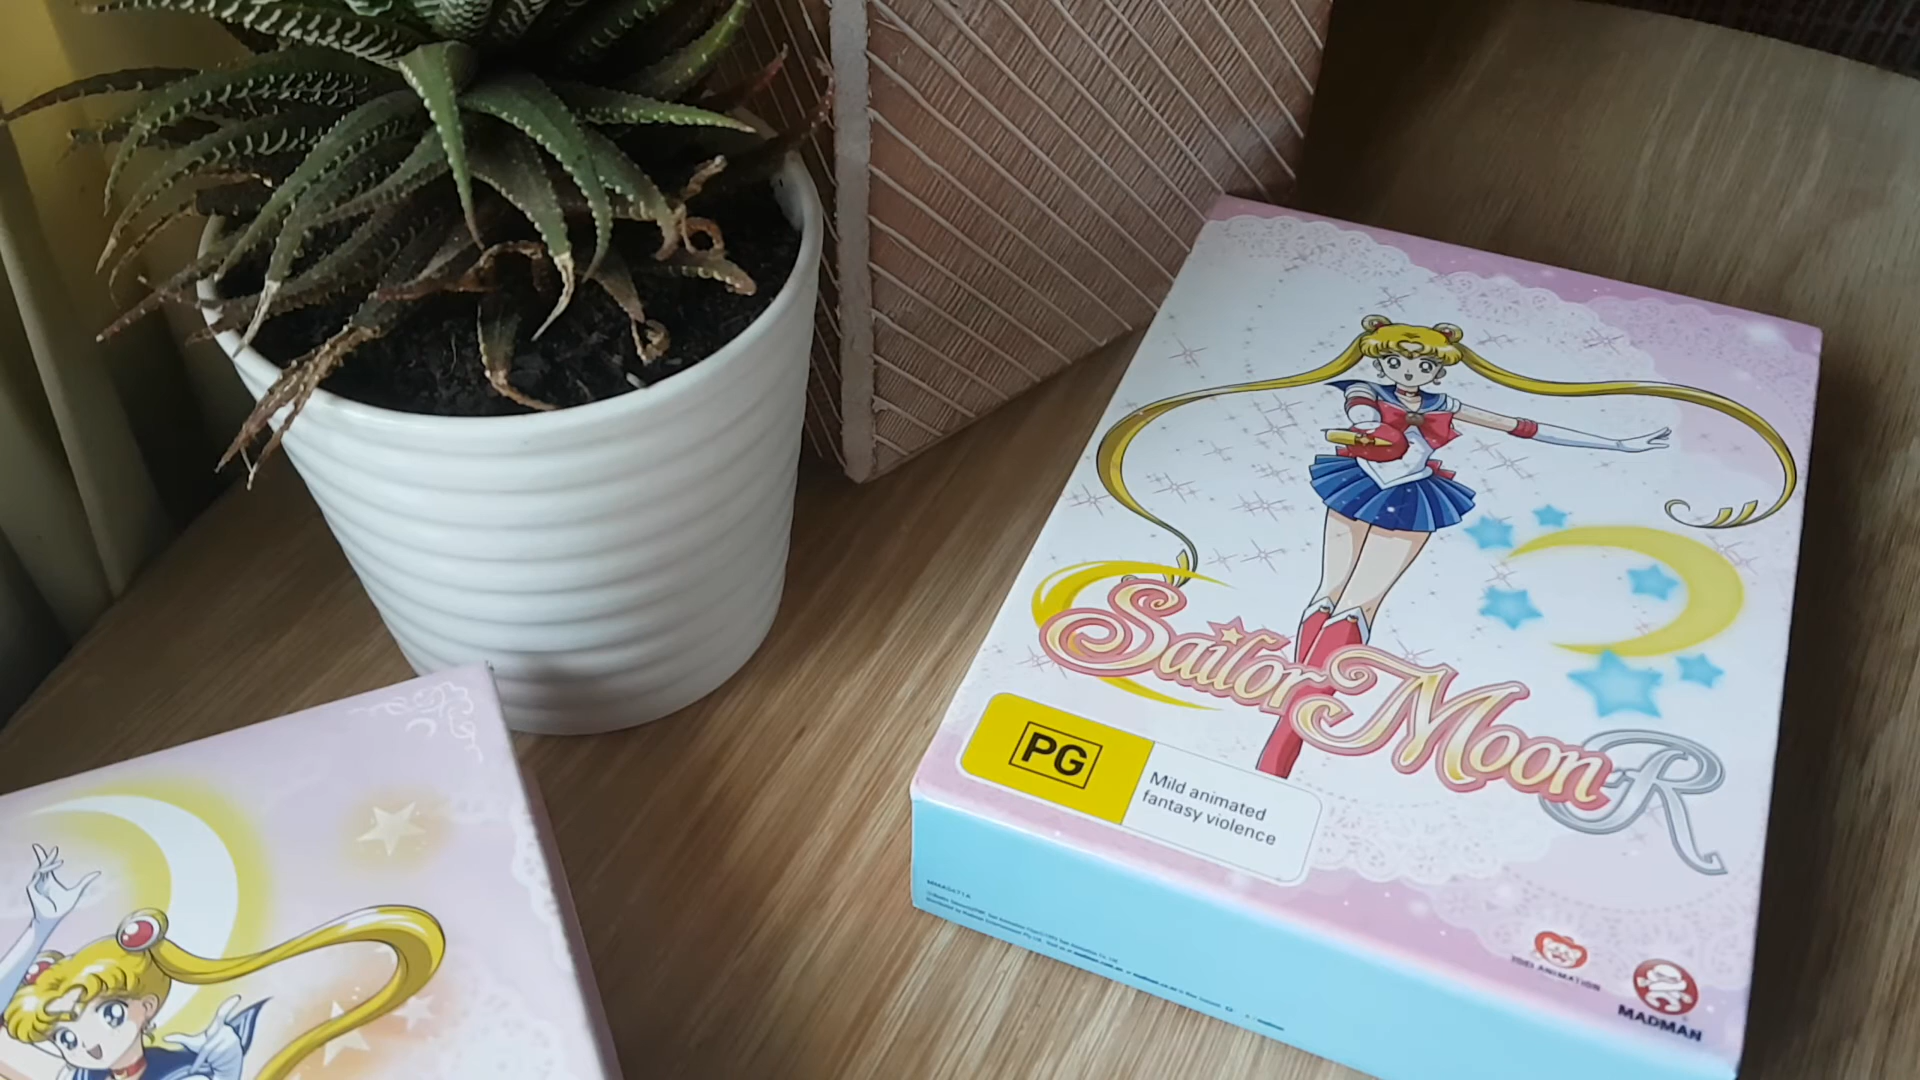 Sailor Moon R
PG
Mild animated
fantasy violence
TOEI ANIMATION
MADMAN